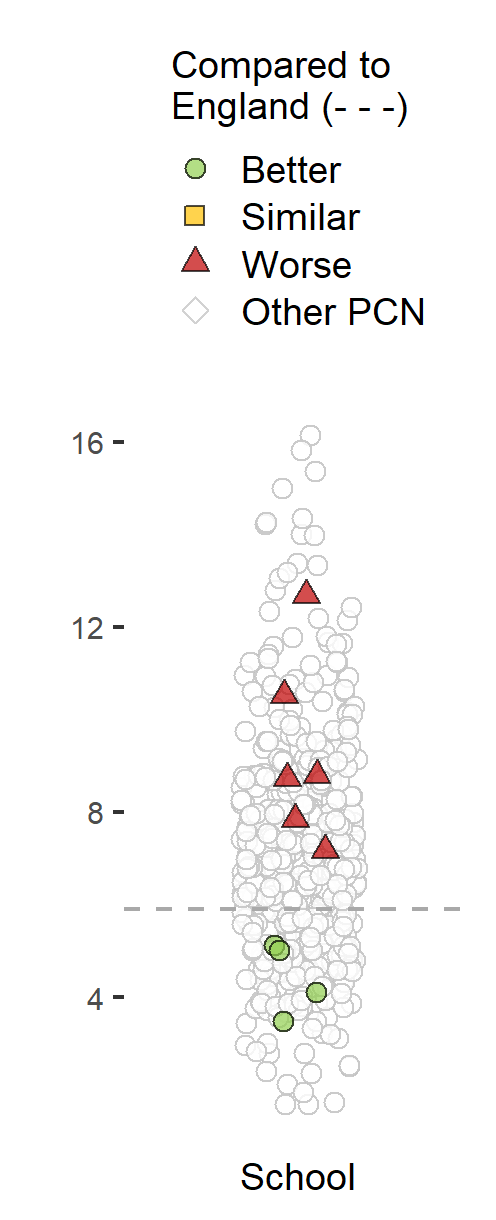 Compared to
England (- - -)
Better
Similar
Worse
Other PCN
16
12
8
4
School